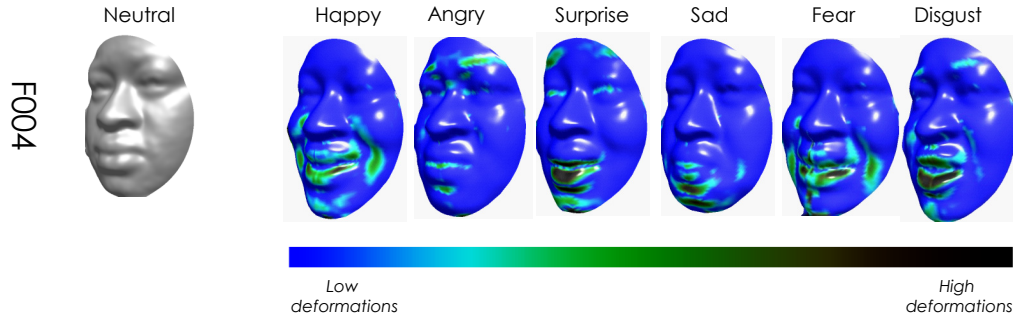 Neutral
Happy
Angry
Surprise
Sad
Fear
Disgust
F004
Low
deformations
High
deformations